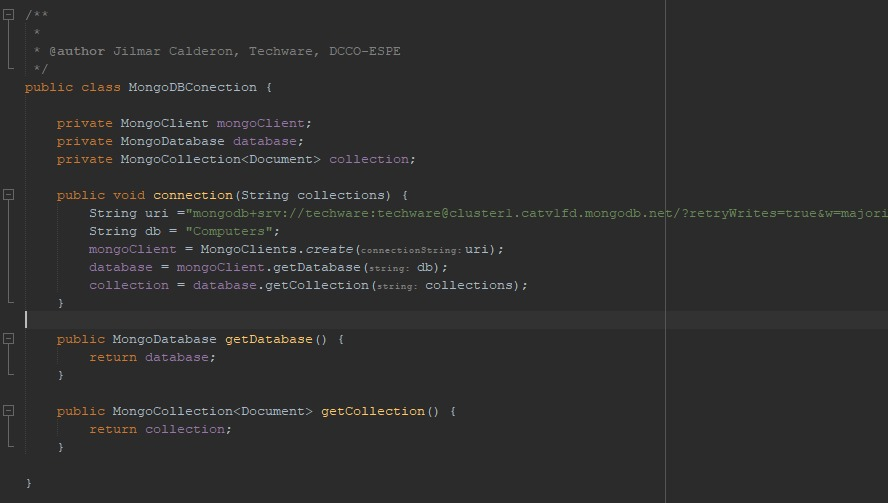 /**
 *
 * @author Jilmar Calderon, Techware, DCCO-ESPE
 */
public class MongoDBConection {
    private MongoClient mongoClient;
    private MongoDatabase database;
    private MongoCollection<Document> collection;
    public void connection(String collections) {
        String uri ="mongodb+srv://techware:techware@cluster1.catvlfd.mongodb.net/?retryWrites=true&w=majori
        String db = "Computers";
        mongoClient = MongoClients.create(connectionString: uri);
        database = mongoClient.getDatabase(string: db);
        collection = database.getCollection(string: collections);
    }
    public MongoDatabase getDatabase() {
        return database;
    }
    public MongoCollection<Document> getCollection() {
        return collection;
    }
}